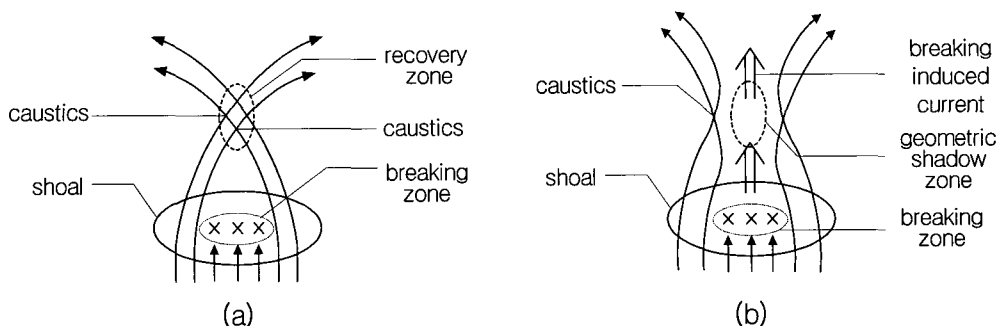 recovery
zone
caustics
caustics
shoal
breaking
zone
(a)
breaking
induced
current
caustics
geometric
shadow
zone
shoal
breaking
zone
(b)